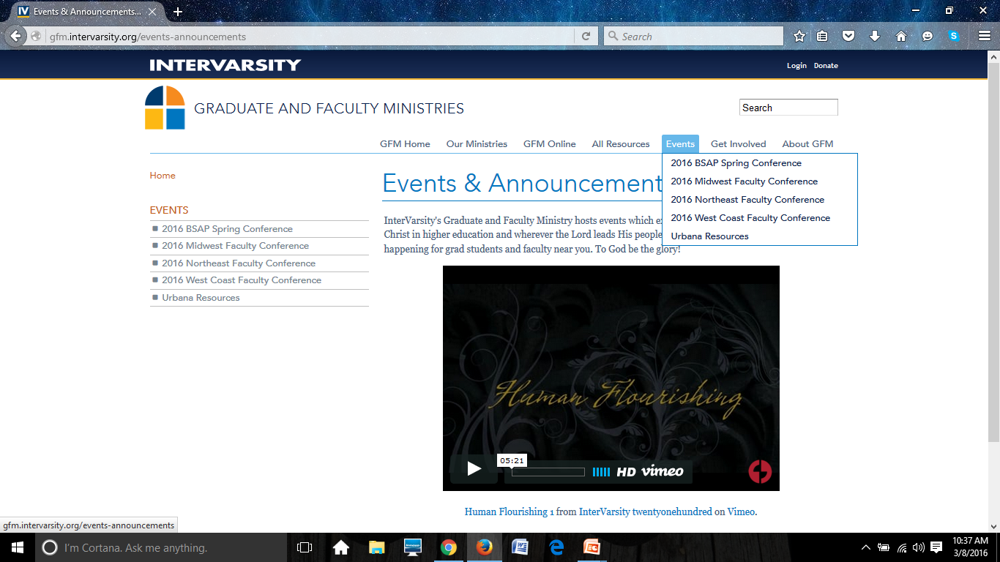 IV Events & Announcements...
gfm.intervarsity.org/events-announcements
Search
S
INTERVARSITY
Login Donate
GRADUATE AND FACULTY MINISTRIES
Search
GFM Home Our Ministries GFM Online All Resources Events Get Involved About GFM
2016 BSAP Spring Conference
2016 Midwest Faculty Conference
2016 Northeast Faculty Conference
2016 West Coast Faculty Conference
Urbana Resources
Home
EVENTS
2016 BSAP Spring Conference
2016 Midwest Faculty Conference
2016 Northeast Faculty Conference
2016 West Coast Faculty Conference
Urbana Resources
Events & Announcement
InterVarsity's Graduate and Faculty Ministry hosts events which
Christ in higher education and wherever the Lord leads His people
happening for grad students and faculty near you. To God be the glory!
Human Flourishing
05:21
HD vimeo
Human Flourishing 1 from InterVarsity twentyonehundred on Vimeo.
gfm.intervarsity.org/events-announcements
I'm Cortana. Ask me anything.
10:37 AM
3/8/2016